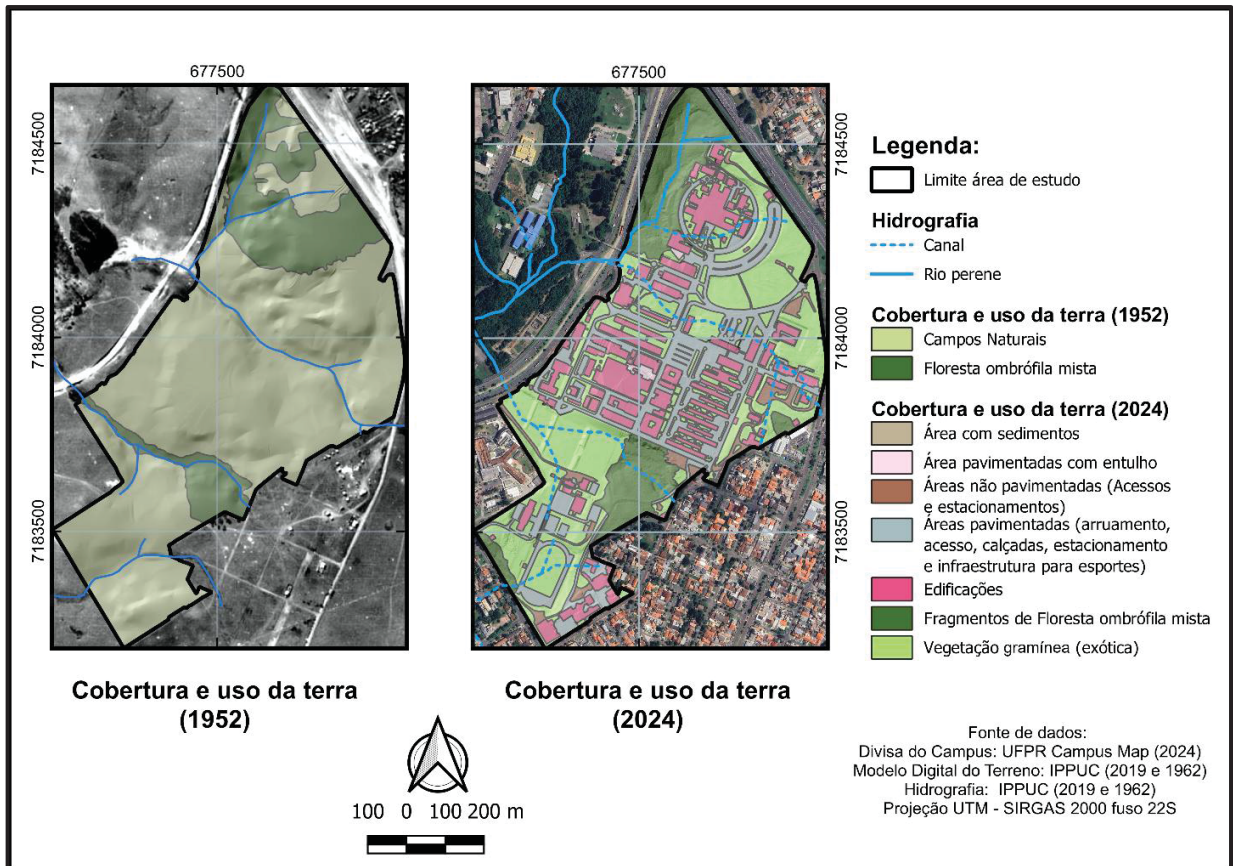 677500
677500
7184500
7184000
7183500
7184500
7184000
7183500
Cobertura e uso da terra
(1952)
Cobertura e uso da terra
(2024)
100 0 100 200 m
Legenda:
Limite área de estudo
Hidrografia
Canal
Rio perene
Cobertura e uso da terra (1952)
Campos Naturais
Floresta ombrófila mista
Cobertura e uso da terra (2024)
Área com sedimentos
Área pavimentadas com entulho
Áreas não pavimentadas (Acessos
e estacionamentos)
Áreas pavimentadas (arruamento,
acesso, calçadas, estacionamento
e infraestrutura para esportes)
Edificações
Fragmentos de Floresta ombrófila mista
Vegetação gramínea (exótica)
Fonte de dados:
Divisa do Campus: UFPR Campus Map (2024)
Modelo Digital do Terreno: IPPUC (2019 e 1962)
Hidrografia: IPPUC (2019 e 1962)
Projeção UTM - SIRGAS 2000 fuso 22S